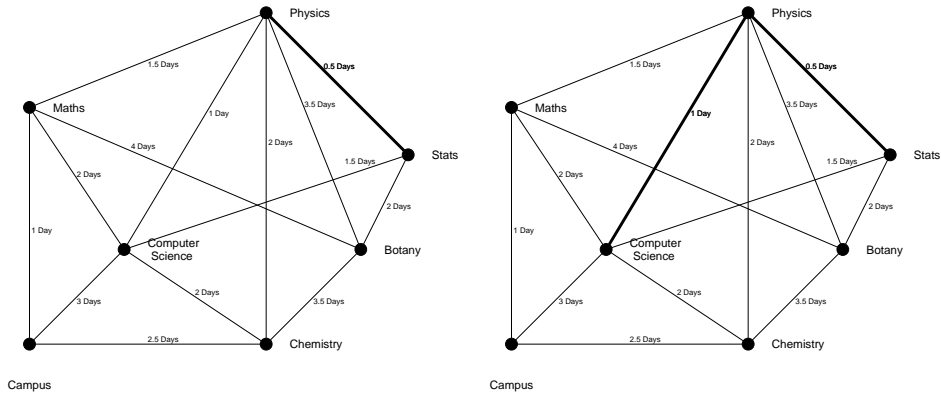 Physics
1.5 Days
0.5 Days
3.5 Days
Maths
1 Day
4 Days
2 Days
1.5 Days
Stats
2 Days
2 Days
1 Day
Computer
Science
Botany
2 Days
3 Days
3.5 Days
2.5 Days
Chemistry
Campus
Physics
1.5 Days
0.5 Days
3.5 Days
Maths
1 Day
4 Days
2 Days
1.5 Days
Stats
2 Days
2 Days
1 Day
Computer
Science
Botany
2 Days
3 Days
3.5 Days
2.5 Days
Chemistry
Campus